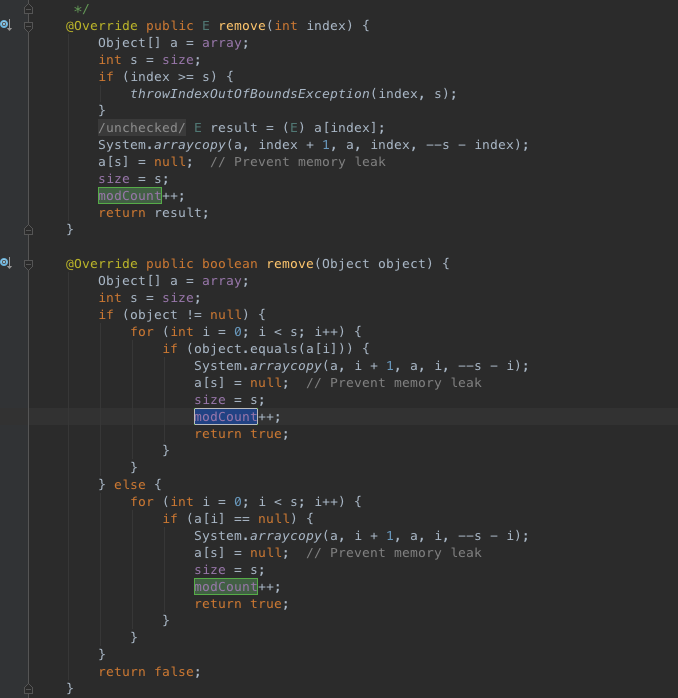 */
@Override public E remove(int index) {
Object[] a = array;
int s = size;
if (index >= s) {
throwIndexOutOfBoundsException(index, s);
}
/unchecked/ E result = (E) a[index];
System.arraycopy(a, index + 1, a, index, --s - index);
a[s] = null;  // Prevent memory leak
size = s;
modCount++;
return result;
}
@Override public boolean remove(Object object) {
Object[] a = array;
int s = size;
if (object != null) {
for (int i = 0; i < s; i++) {
if (object.equals(a[i])) {
System.arraycopy(a, i + 1, a, i, --s - i);
a[s] = null;  // Prevent memory leak
size = s;
modCount++;
return true;
}
}
} else {
for (int i = 0; i < s; i++) {
if (a[i] == null) {
System.arraycopy(a, i + 1, a, i, --s - i);
a[s] = null;  // Prevent memory leak
size = s;
modCount++;
return true;
}
}
}
return false;
}